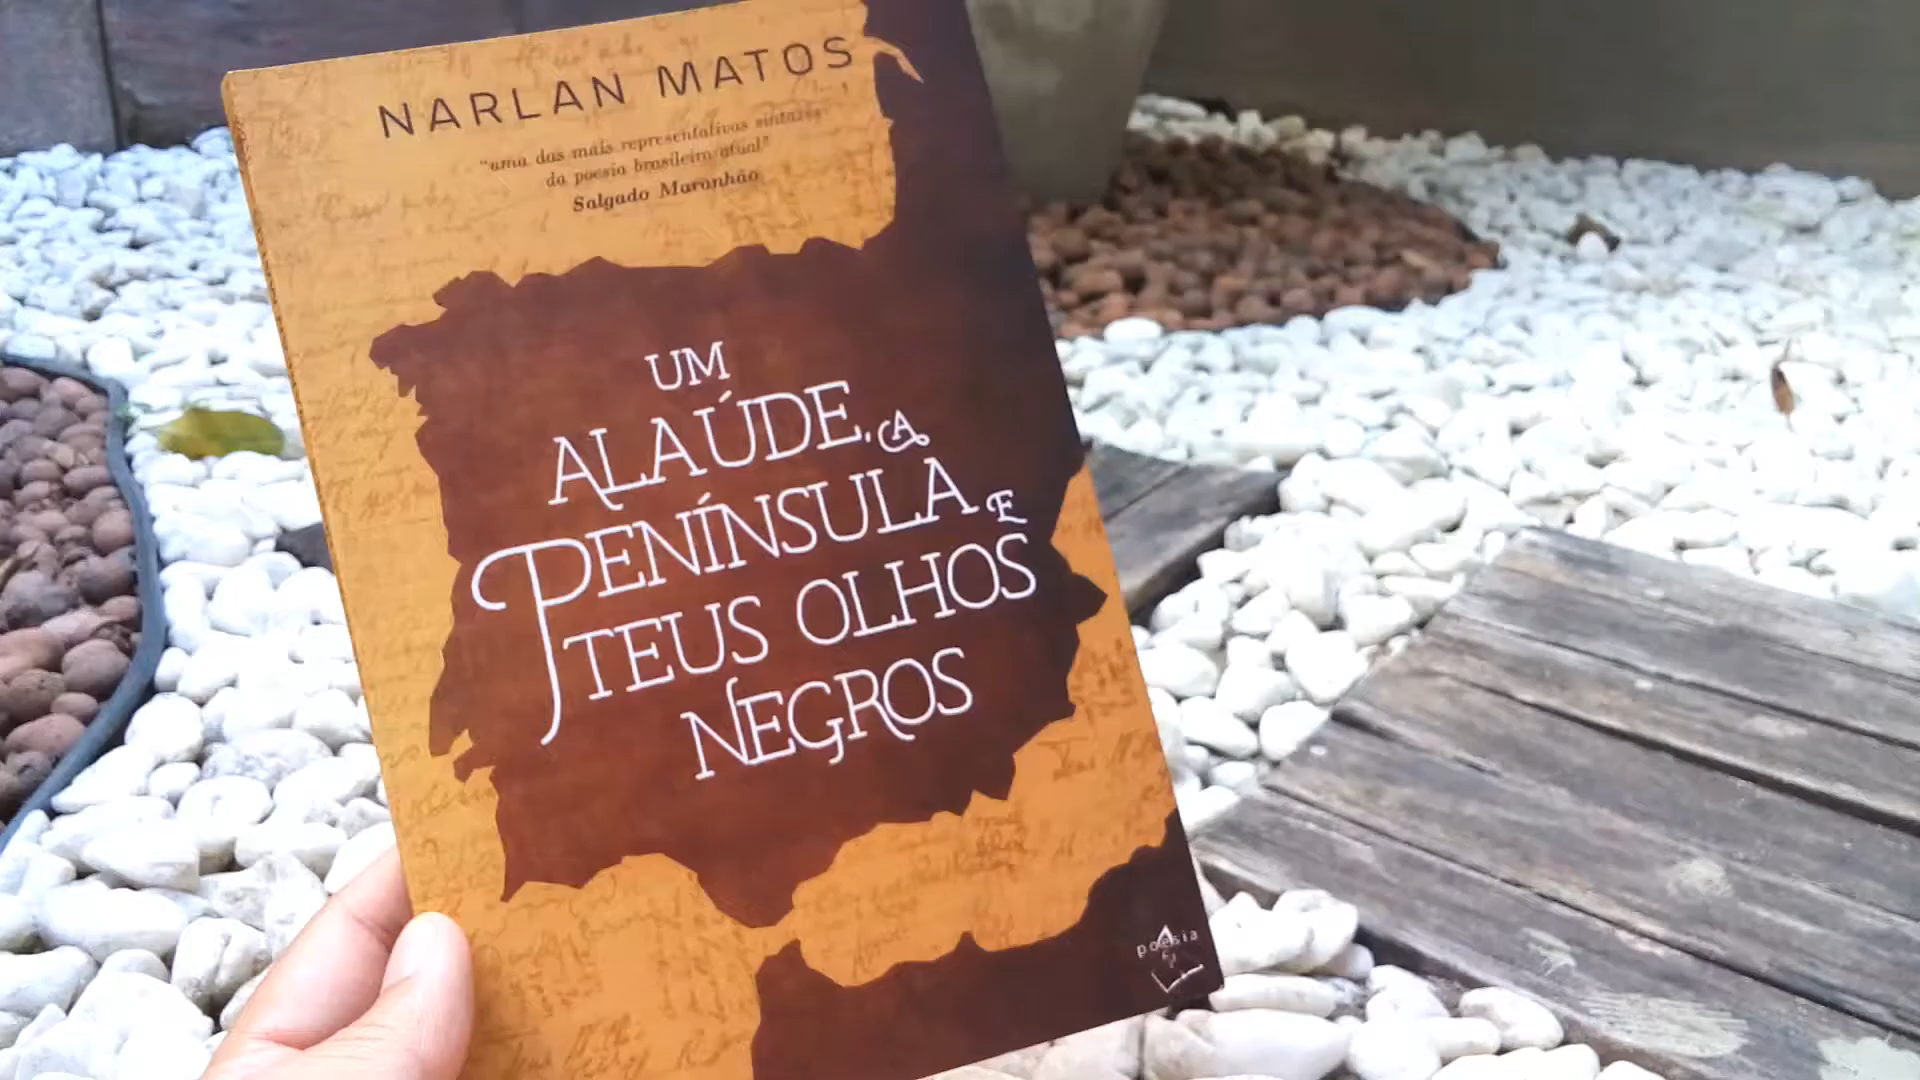 NARLAN MATOS
"uma das mais representativas sintaxes
da poesia brasileira atual"
Salgado Maranhão
UM
ALAÚDE, A
PENÍNSULA E
TEUS OLHOS
NEGROS
poesia